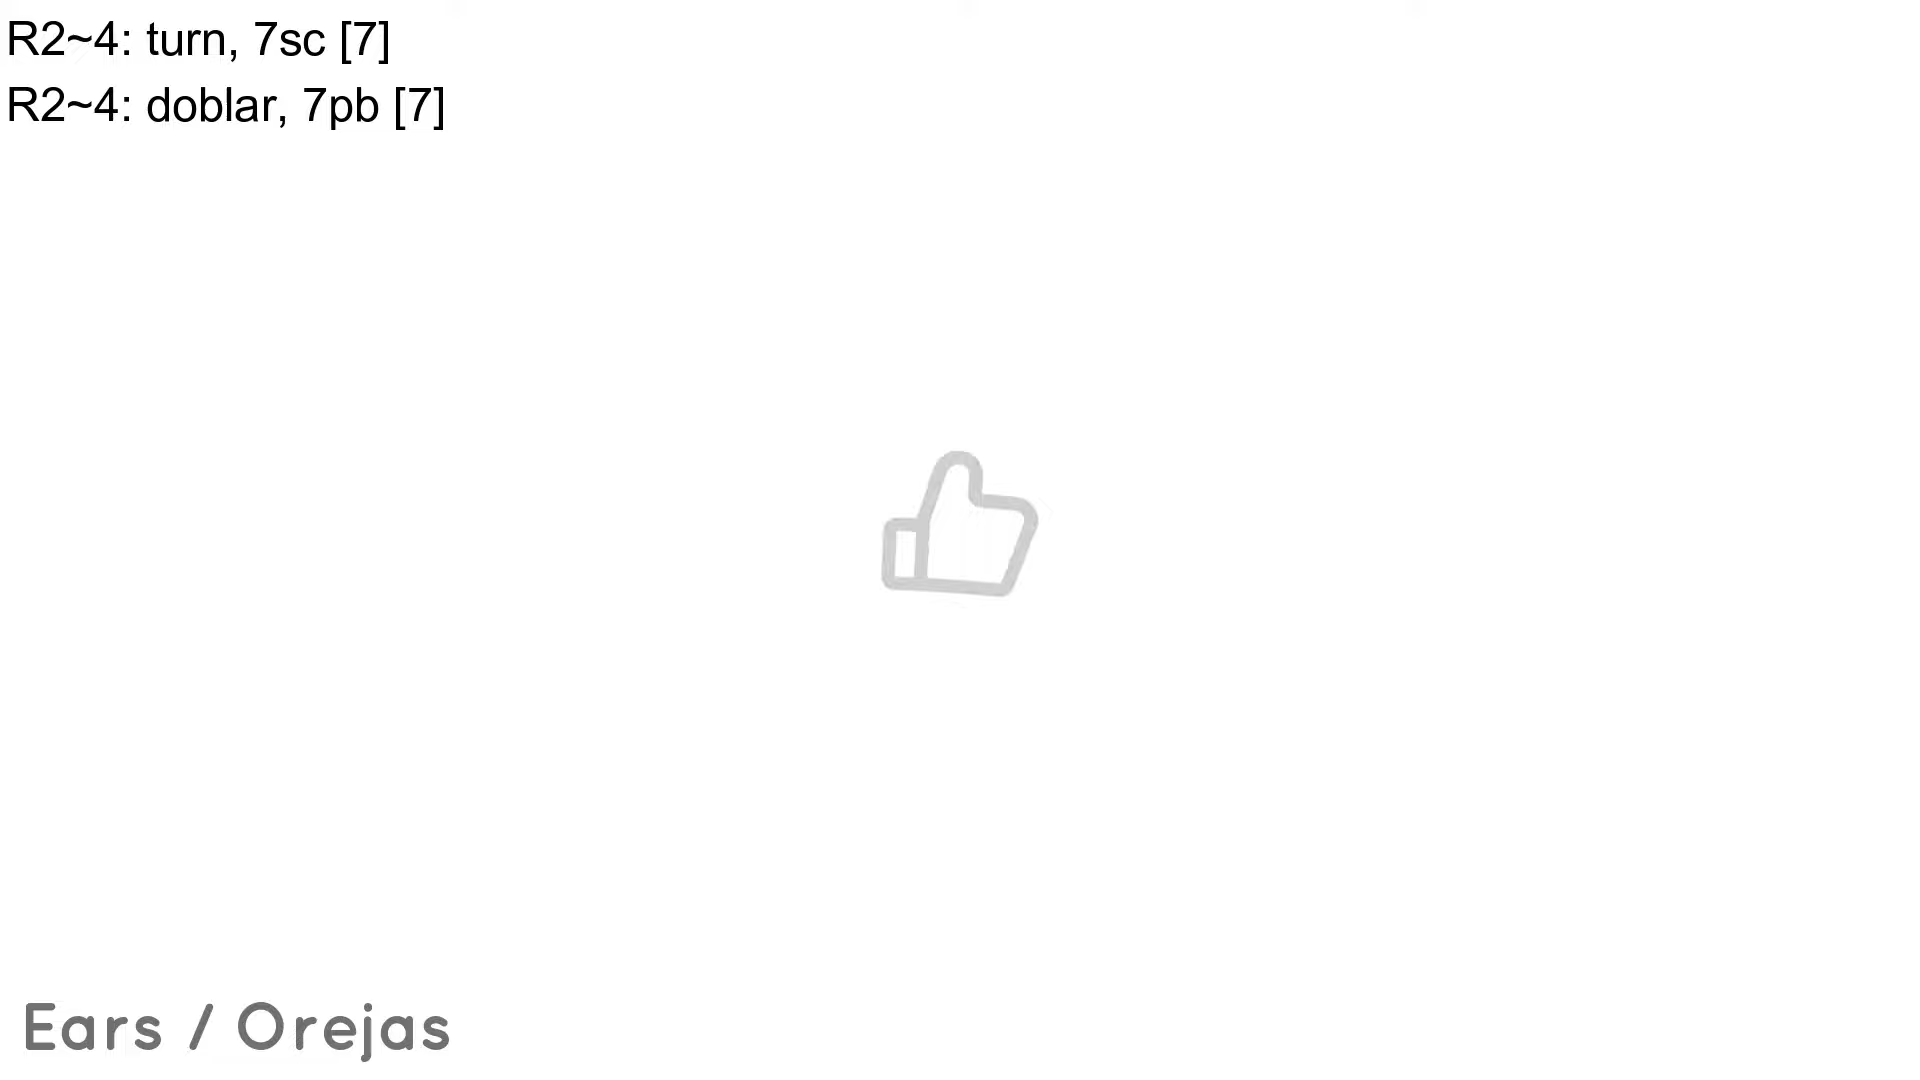 R2~4: turn, 7sc [7]
R2~4: doblar, 7pb [7]
Ears / Orejas